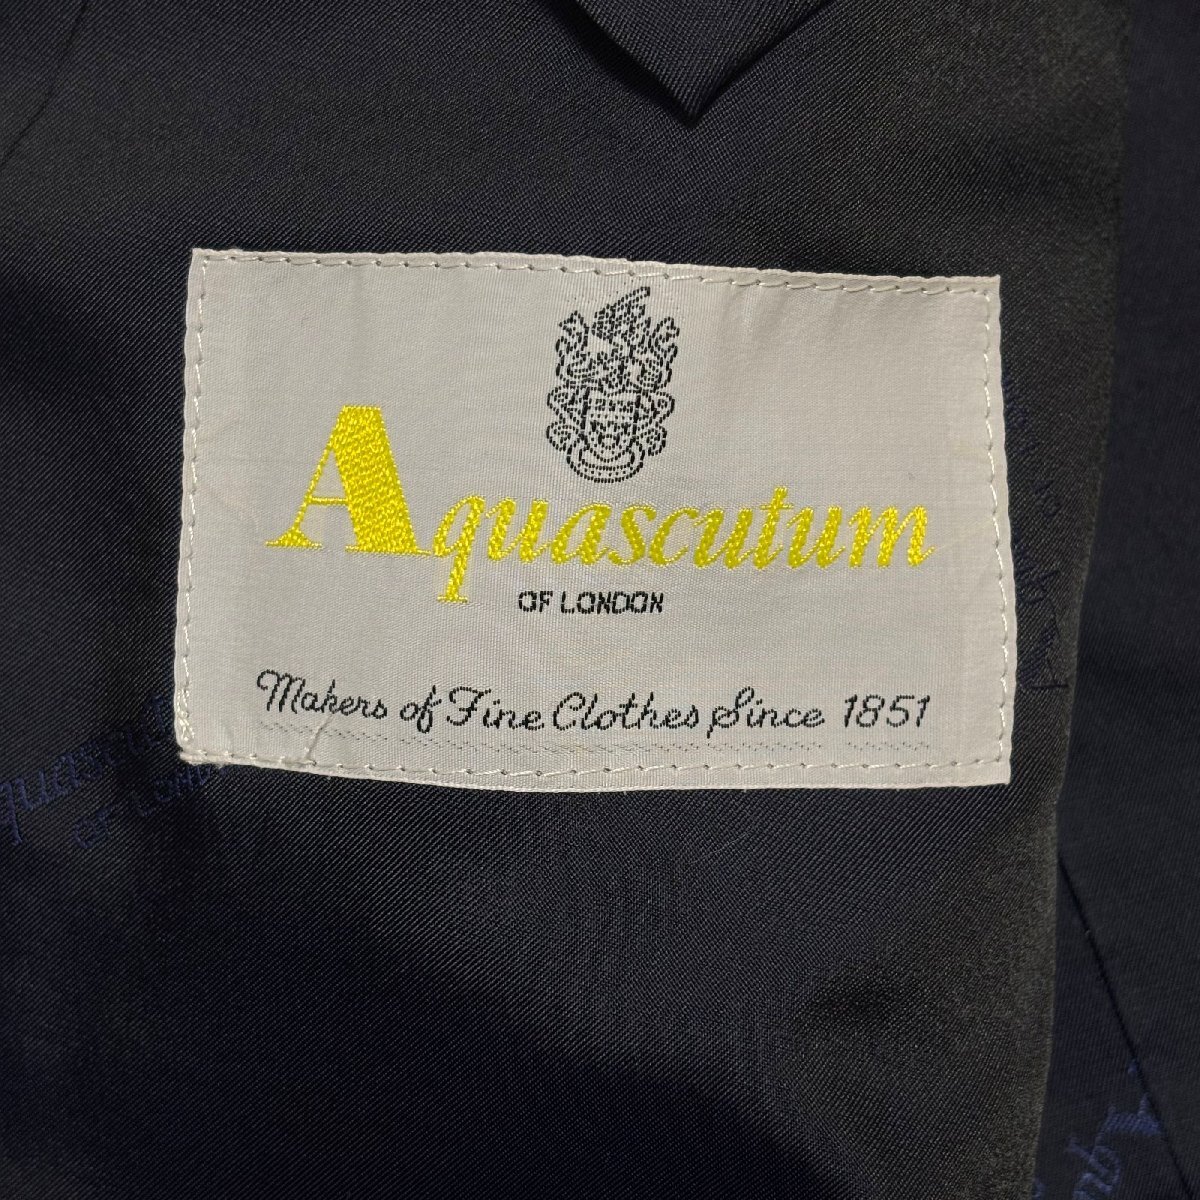 Aquascutum
OF LONDON
Makers of Fine Clothes Since 1851